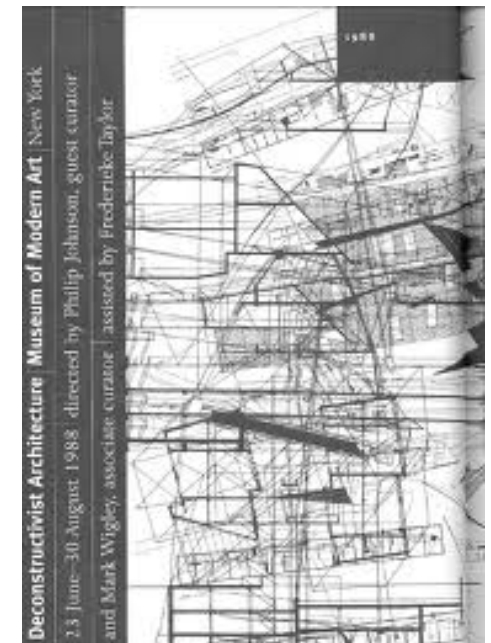 Deconstructivist Architecture Museum of Modern Art New York
23 June–30 August 1988 directed by Philip Johnson, guest curator
and Mark Wigley, associate curator assisted by Frederieke Taylor
1988